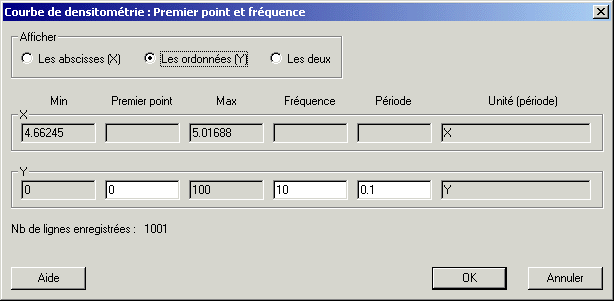 Courbe de densitométrie : Premier point et fréquence
Afficher
Les abscisses (X) Les ordonnées (Y) Les deux
Min Premier point Max Fréquence Période Unité (période)
X
4.66245 5.01688 X
Y
0 0 100 10 0.1 Y
Nb de lignes enregistrées : 1001
Aide OK Annuler